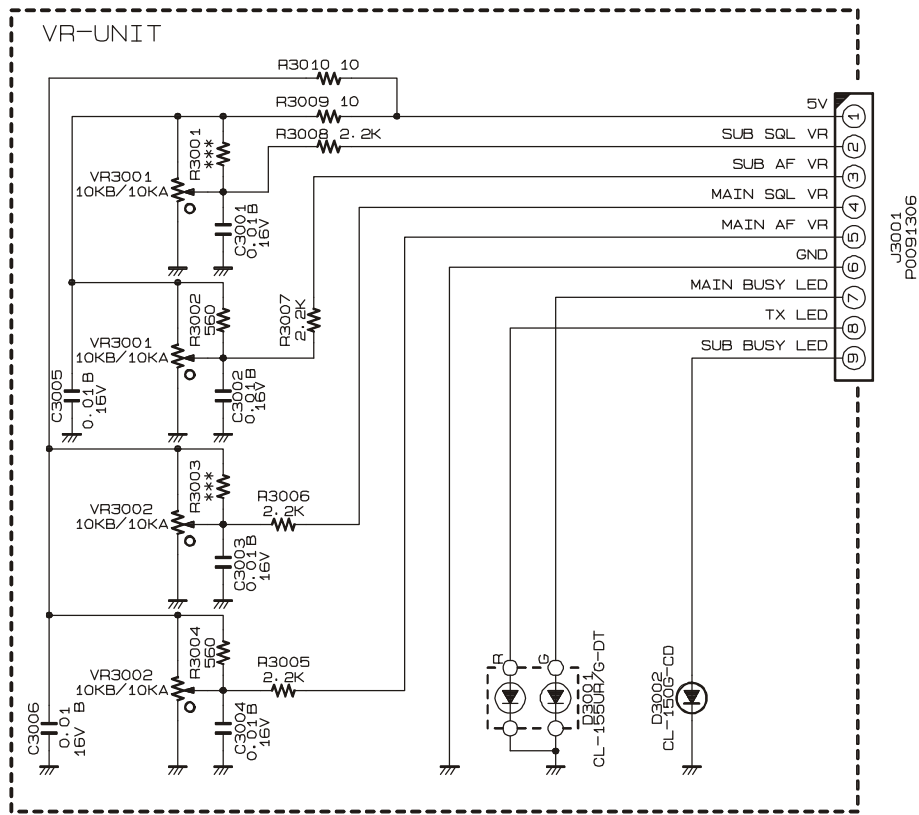 VR-UNIT
R3010 10
R3009 10
R3008 2.2K
R3001
***
VR3001
10KB/10KA
C3001
0.01 B
16V
5V
SUB SQL VR
SUB AF VR
MAIN SQL VR
MAIN AF VR
GND
MAIN BUSY LED
TX LED
SUB BUSY LED
1
2
3
4
5
6
7
8
9
J3001
P0091306
R3002
560
R3007
2.2K
VR3001
10KB/10KA
C3005
0.01 B
16V
C3002
0.01B
16V
R3003
***
VR3002
10KB/10KA
R3006
2.2K
C3003
0.01B
16V
R3004
560
VR3002
10KB/10KA
R3005
2.2K
C3006
0.01
16V B
C3004
0.01B
16V
R
G
D3001
CL-155UR/G-DT
D3002
CL-150G-CD